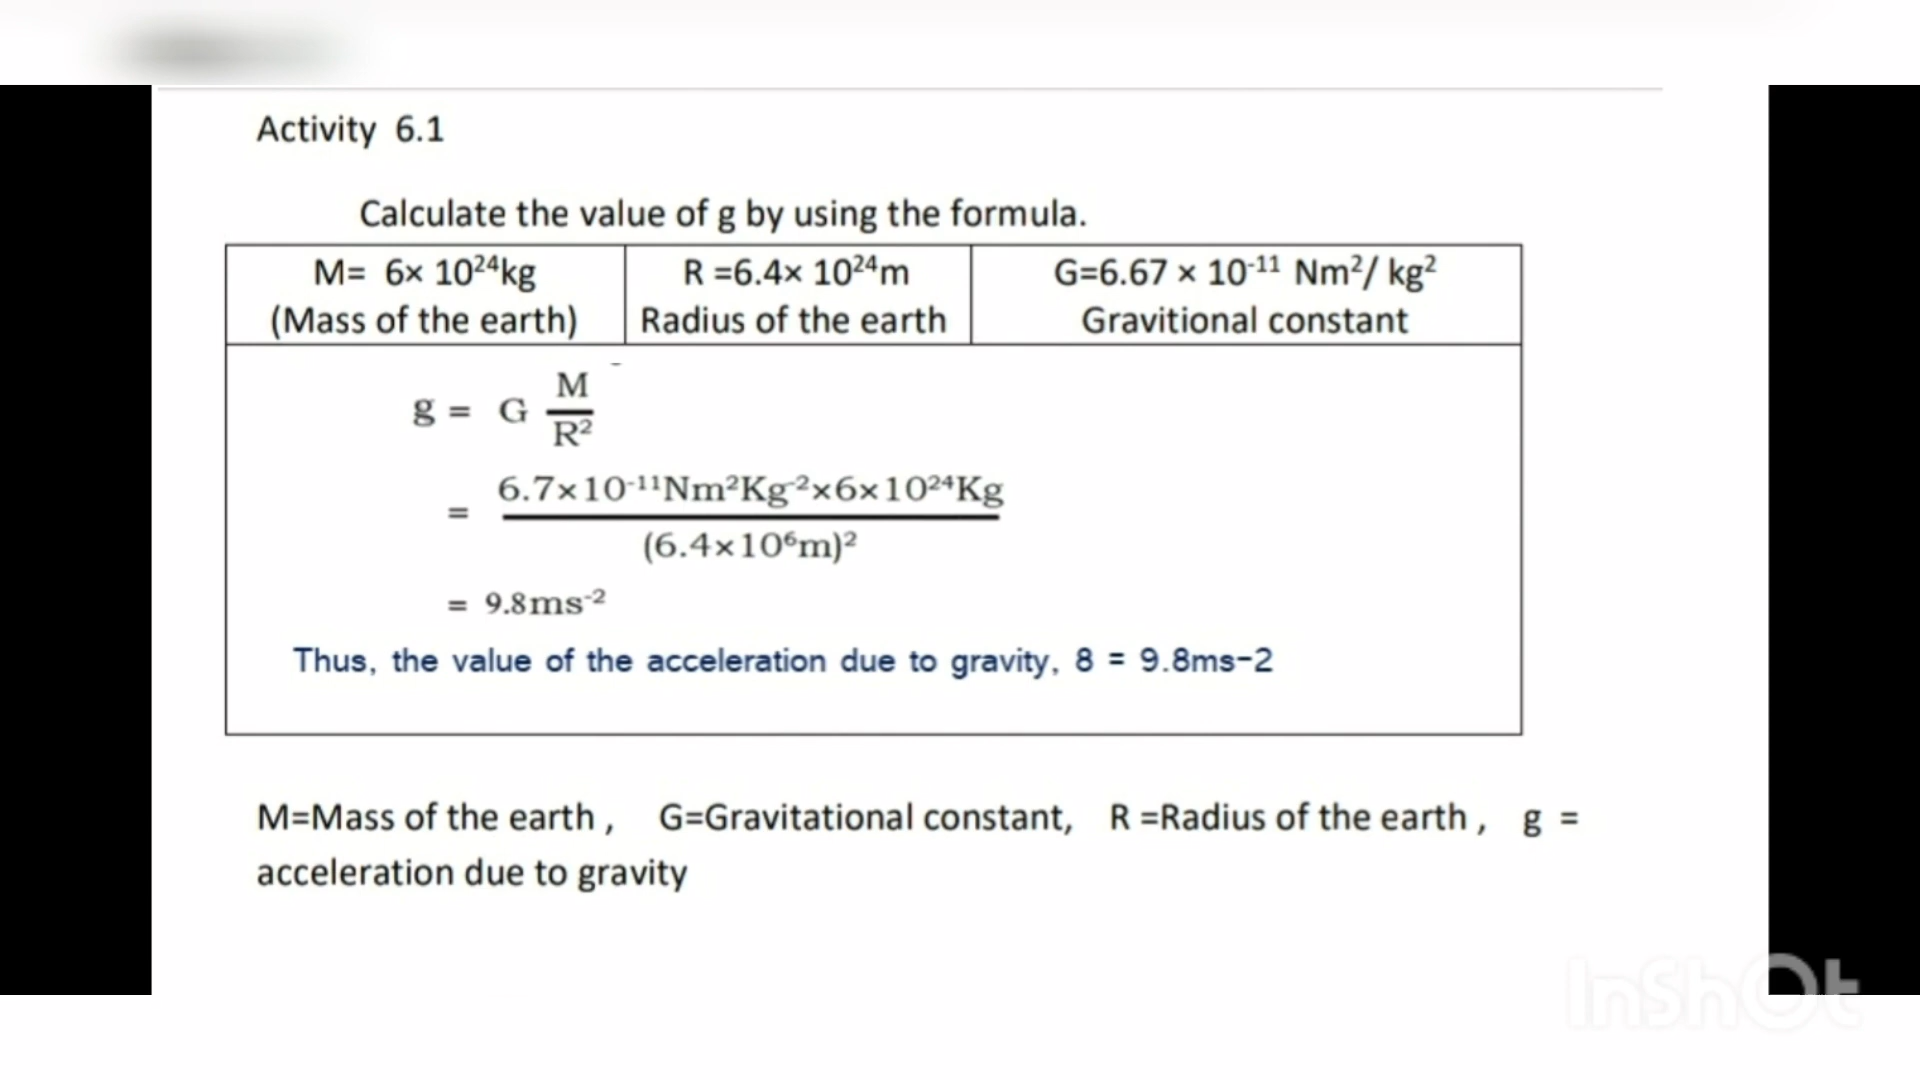 Activity 6.1
Calculate the value of g by using the formula.
M= 6× 10²⁴kg
(Mass of the earth)
R =6.4× 10²⁴m
Radius of the earth
G=6.67 × 10⁻¹¹ Nm²/ kg²
Gravitional constant
g = G M/R²
= 6.7×10⁻¹¹Nm²Kg⁻²×6×10²⁴Kg
(6.4×10⁶m)²
= 9.8ms⁻²
Thus, the value of the acceleration due to gravity, 8 = 9.8ms-2
M=Mass of the earth , G=Gravitational constant, R =Radius of the earth , g =
acceleration due to gravity
InShOt